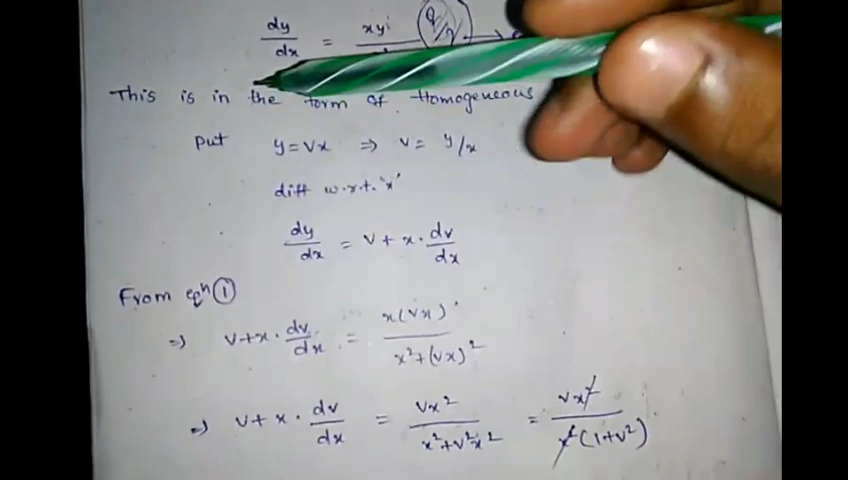 dy/dx = xy
This is in the form of Homogeneous
Put y = vx ⇒ v = y/x
diff w.r.t. 'x'
dy/dx = v + x · dv/dx
From eqⁿ ①
⇒ v + x · dv/dx = x(vx) / x² + (vx)²
⇒ v + x · dv/dx = vx² / x² + v²x² = vx² / x²(1+v²)